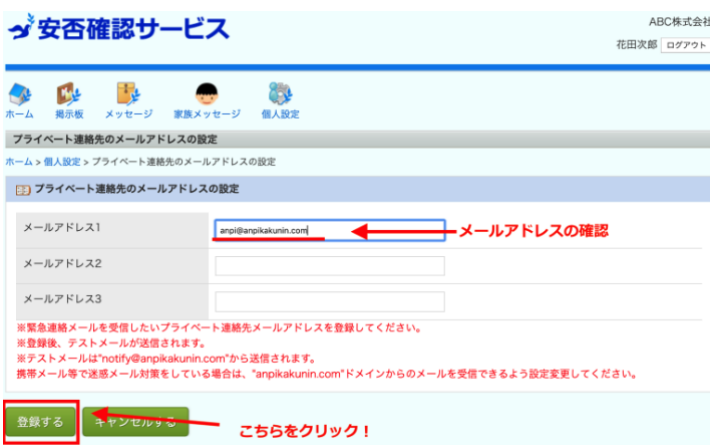 安否確認サービス
ABC株式会社
花田次郎 ログアウト
ホーム 掲示板 メッセージ 家族メッセージ 個人設定
プライベート連絡先のメールアドレスの設定
ホーム > 個人設定 > プライベート連絡先のメールアドレスの設定
プライベート連絡先のメールアドレスの設定
メールアドレス1 anpi@anpikakunin.com メールアドレスの確認
メールアドレス2
メールアドレス3
※緊急連絡メールを受信したいプライベート連絡先メールアドレスを登録してください。
※登録後、テストメールが送信されます。
※テストメールは"notify@anpikakunin.com"から送信されます。
携帯メール等で迷惑メール対策をしている場合は、"anpikakunin.com"ドメインからのメールを受信できるよう設定変更してください。
登録する キャンセルする
こちらをクリック！